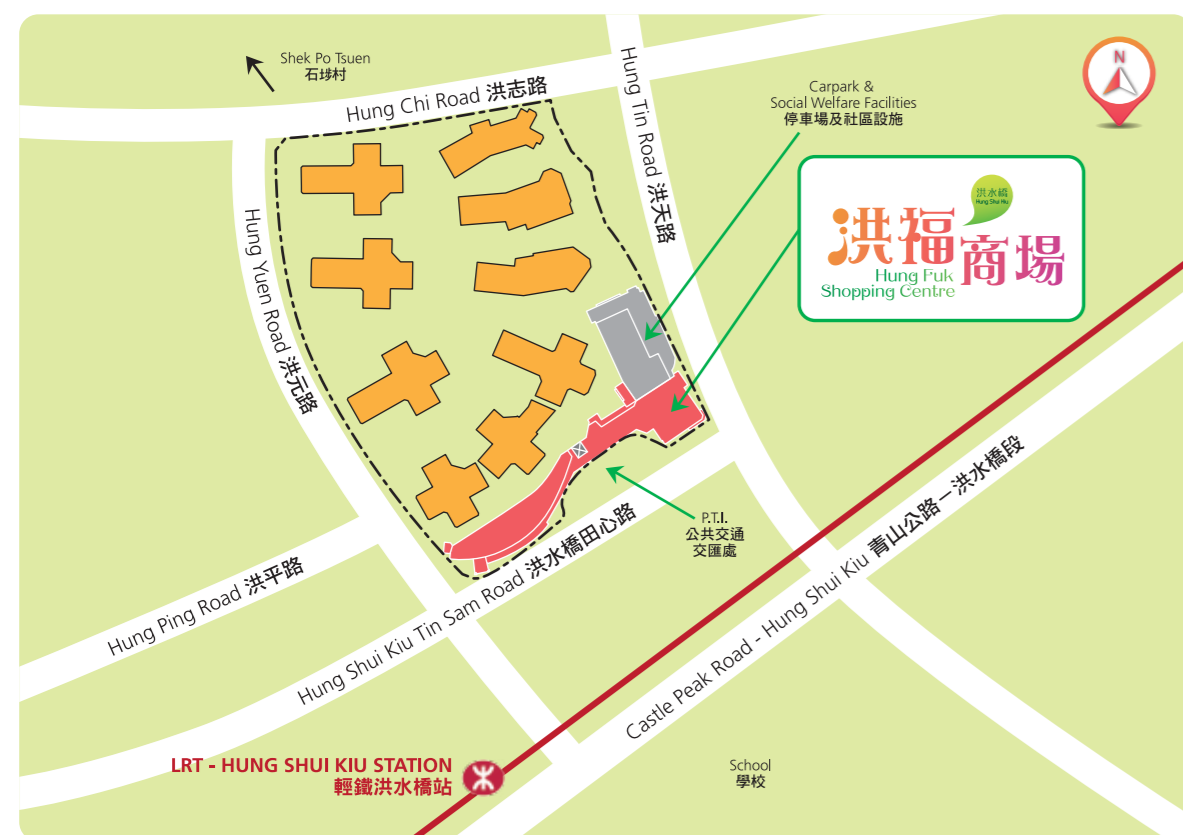 Shek Po Tsuen
石埗村
Hung Chi Road 洪志路
Hung Tin Road 洪天路
Carpark &
Social Welfare Facilities
停車場及社區設施
N
洪水橋
Hung Shui Kiu
洪福商場
Hung Fuk
Shopping Centre
Hung Yuen Road 洪元路
P.T.I.
公共交通
交匯處
Hung Ping Road 洪平路
Hung Shui Kiu Tin Sam Road 洪水橋田心路
Castle Peak Road - Hung Shui Kiu 青山公路－洪水橋段
LRT - HUNG SHUI KIU STATION
輕鐵洪水橋站
School
學校